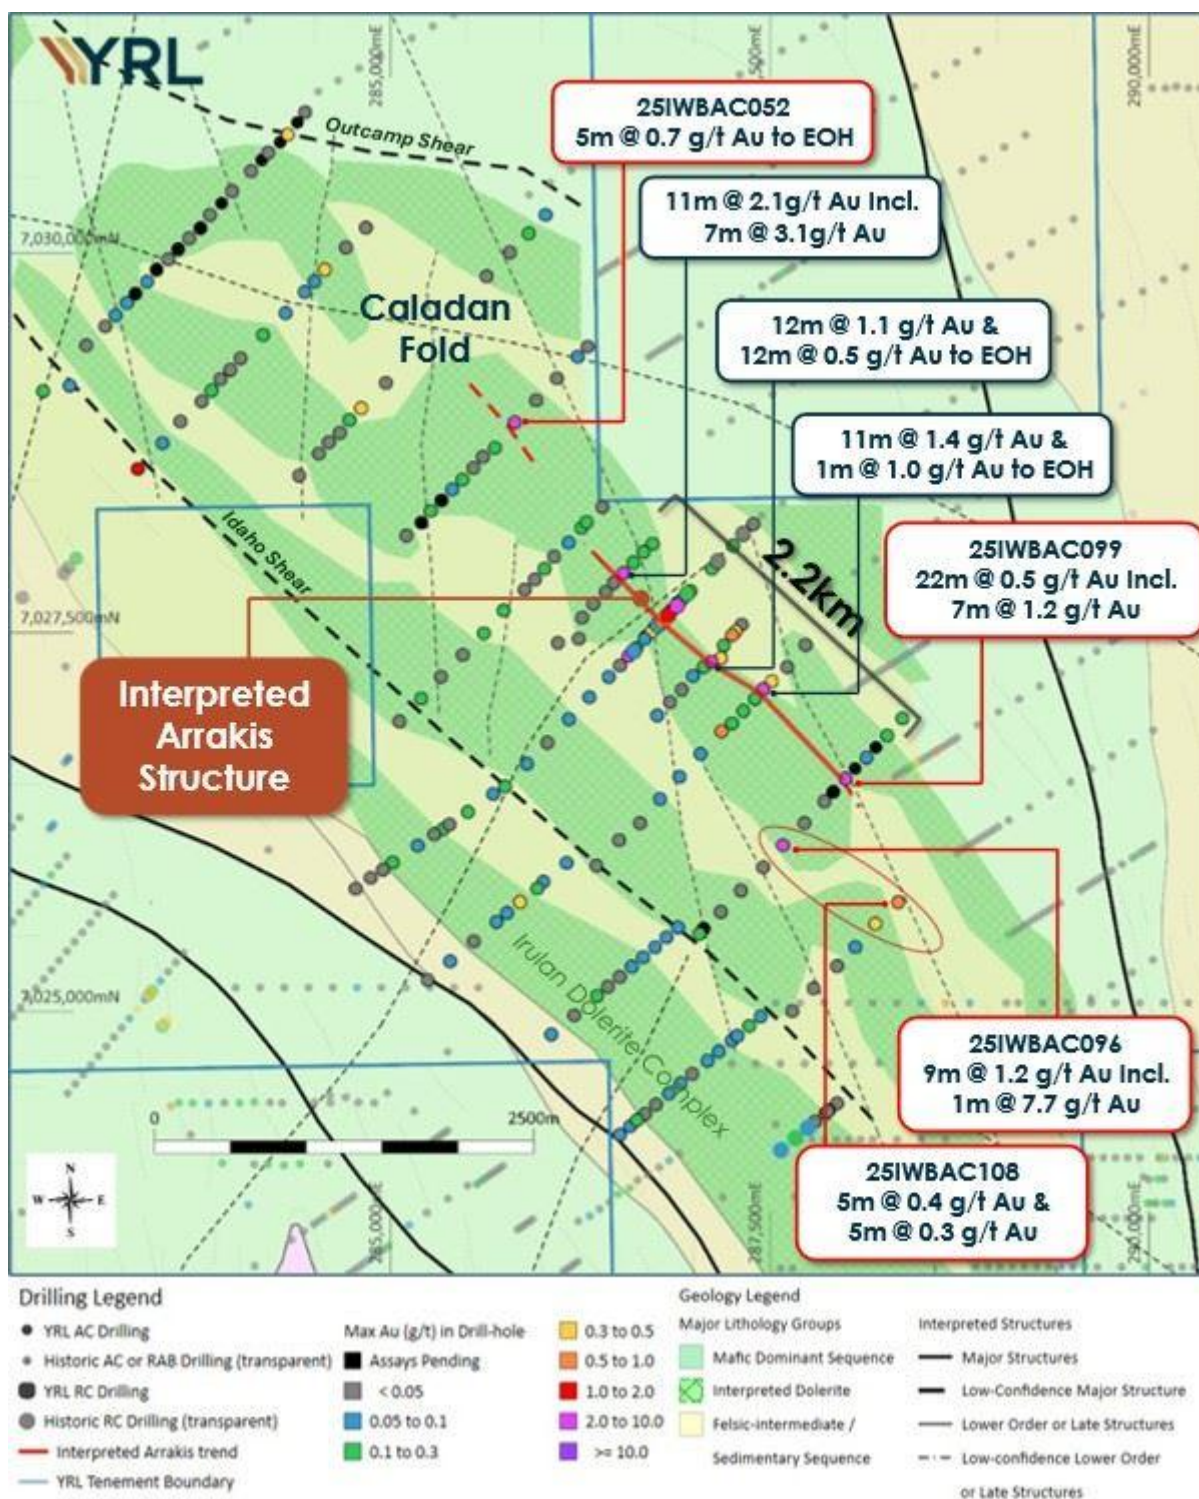 YRL
285,000mE
290,000mE
25IWBAC052
5m @ 0.7 g/t Au to EOH
Outcamp Shear
11m @ 2.1g/t Au Incl.
7m @ 3.1g/t Au
7,030,000mN
Caladan
Fold
12m @ 1.1 g/t Au &
12m @ 0.5 g/t Au to EOH
11m @ 1.4 g/t Au &
1m @ 1.0 g/t Au to EOH
Idaho Shear
2.2km
25IWBAC099
22m @ 0.5 g/t Au Incl.
7m @ 1.2 g/t Au
7,027,500mN
Interpreted
Arrakis
Structure
Irulan Dolerite Complex
7,025,000mN
25IWBAC096
9m @ 1.2 g/t Au Incl.
1m @ 7.7 g/t Au
0
2500m
25IWBAC108
5m @ 0.4 g/t Au &
5m @ 0.3 g/t Au
N
W E
S
285,000mE
287,500mE
290,000mE
Drilling Legend
YRL AC Drilling
Historic AC or RAB Drilling (transparent)
YRL RC Drilling
Historic RC Drilling (transparent)
Interpreted Arrakis trend
YRL Tenement Boundary
Max Au (g/t) in Drill-hole
Assays Pending
< 0.05
0.05 to 0.1
0.1 to 0.3
0.3 to 0.5
0.5 to 1.0
1.0 to 2.0
2.0 to 10.0
>= 10.0
Geology Legend
Major Lithology Groups
Mafic Dominant Sequence
Interpreted Dolerite
Felsic-intermediate /
Sedimentary Sequence
Interpreted Structures
Major Structures
Low-Confidence Major Structure
Lower Order or Late Structures
Low-confidence Lower Order
or Late Structures